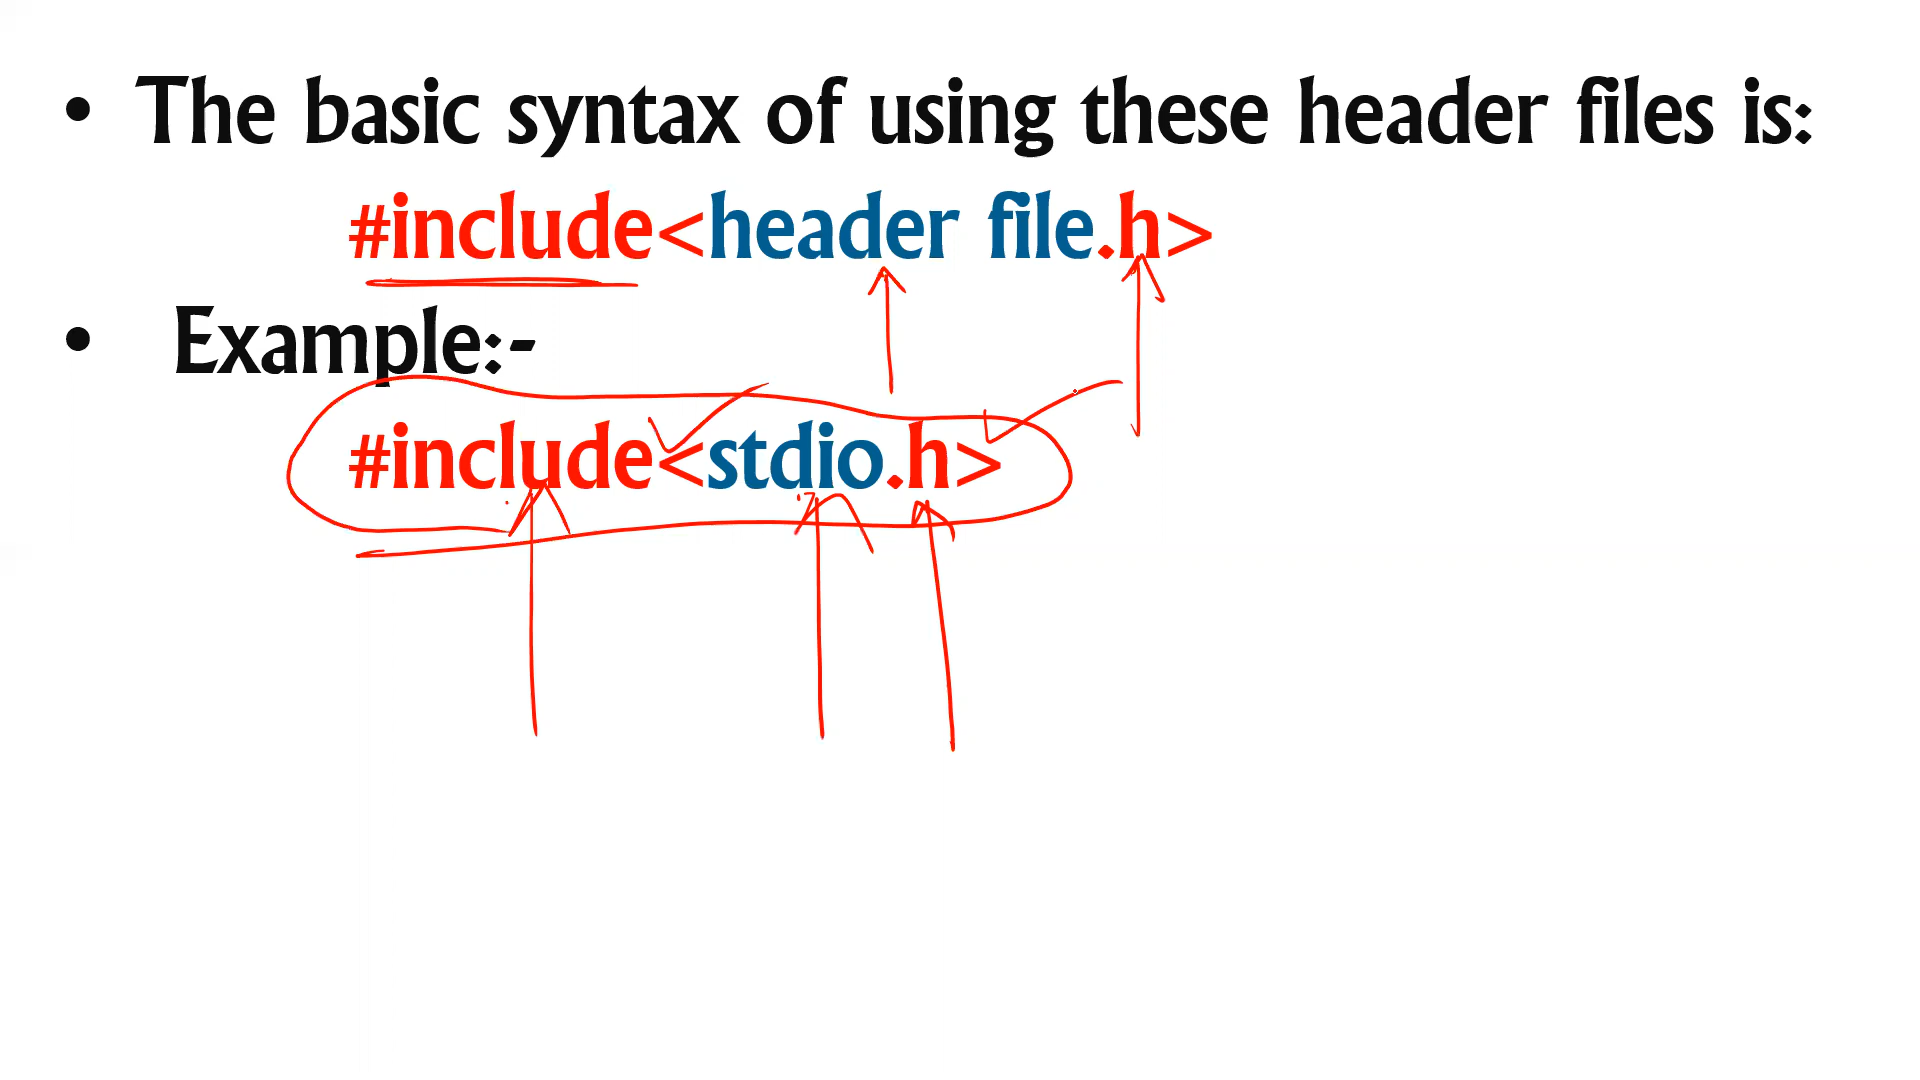 • The basic syntax of using these header files is:
#include<header file.h>
• Example:-
#include<stdio.h>